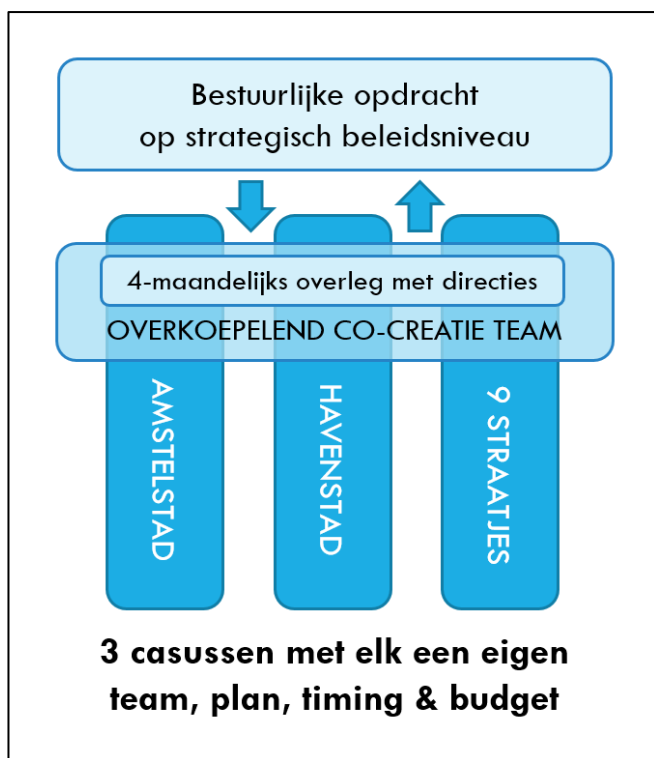 Bestuurlijke opdracht
op strategisch beleidsniveau
4-maandelijks overleg met directies
OVERKOEPELEND CO-CREATIE TEAM
AMSTELSTAD
HAVENSTAD
9 STRAATJES
3 casussen met elk een eigen
team, plan, timing & budget